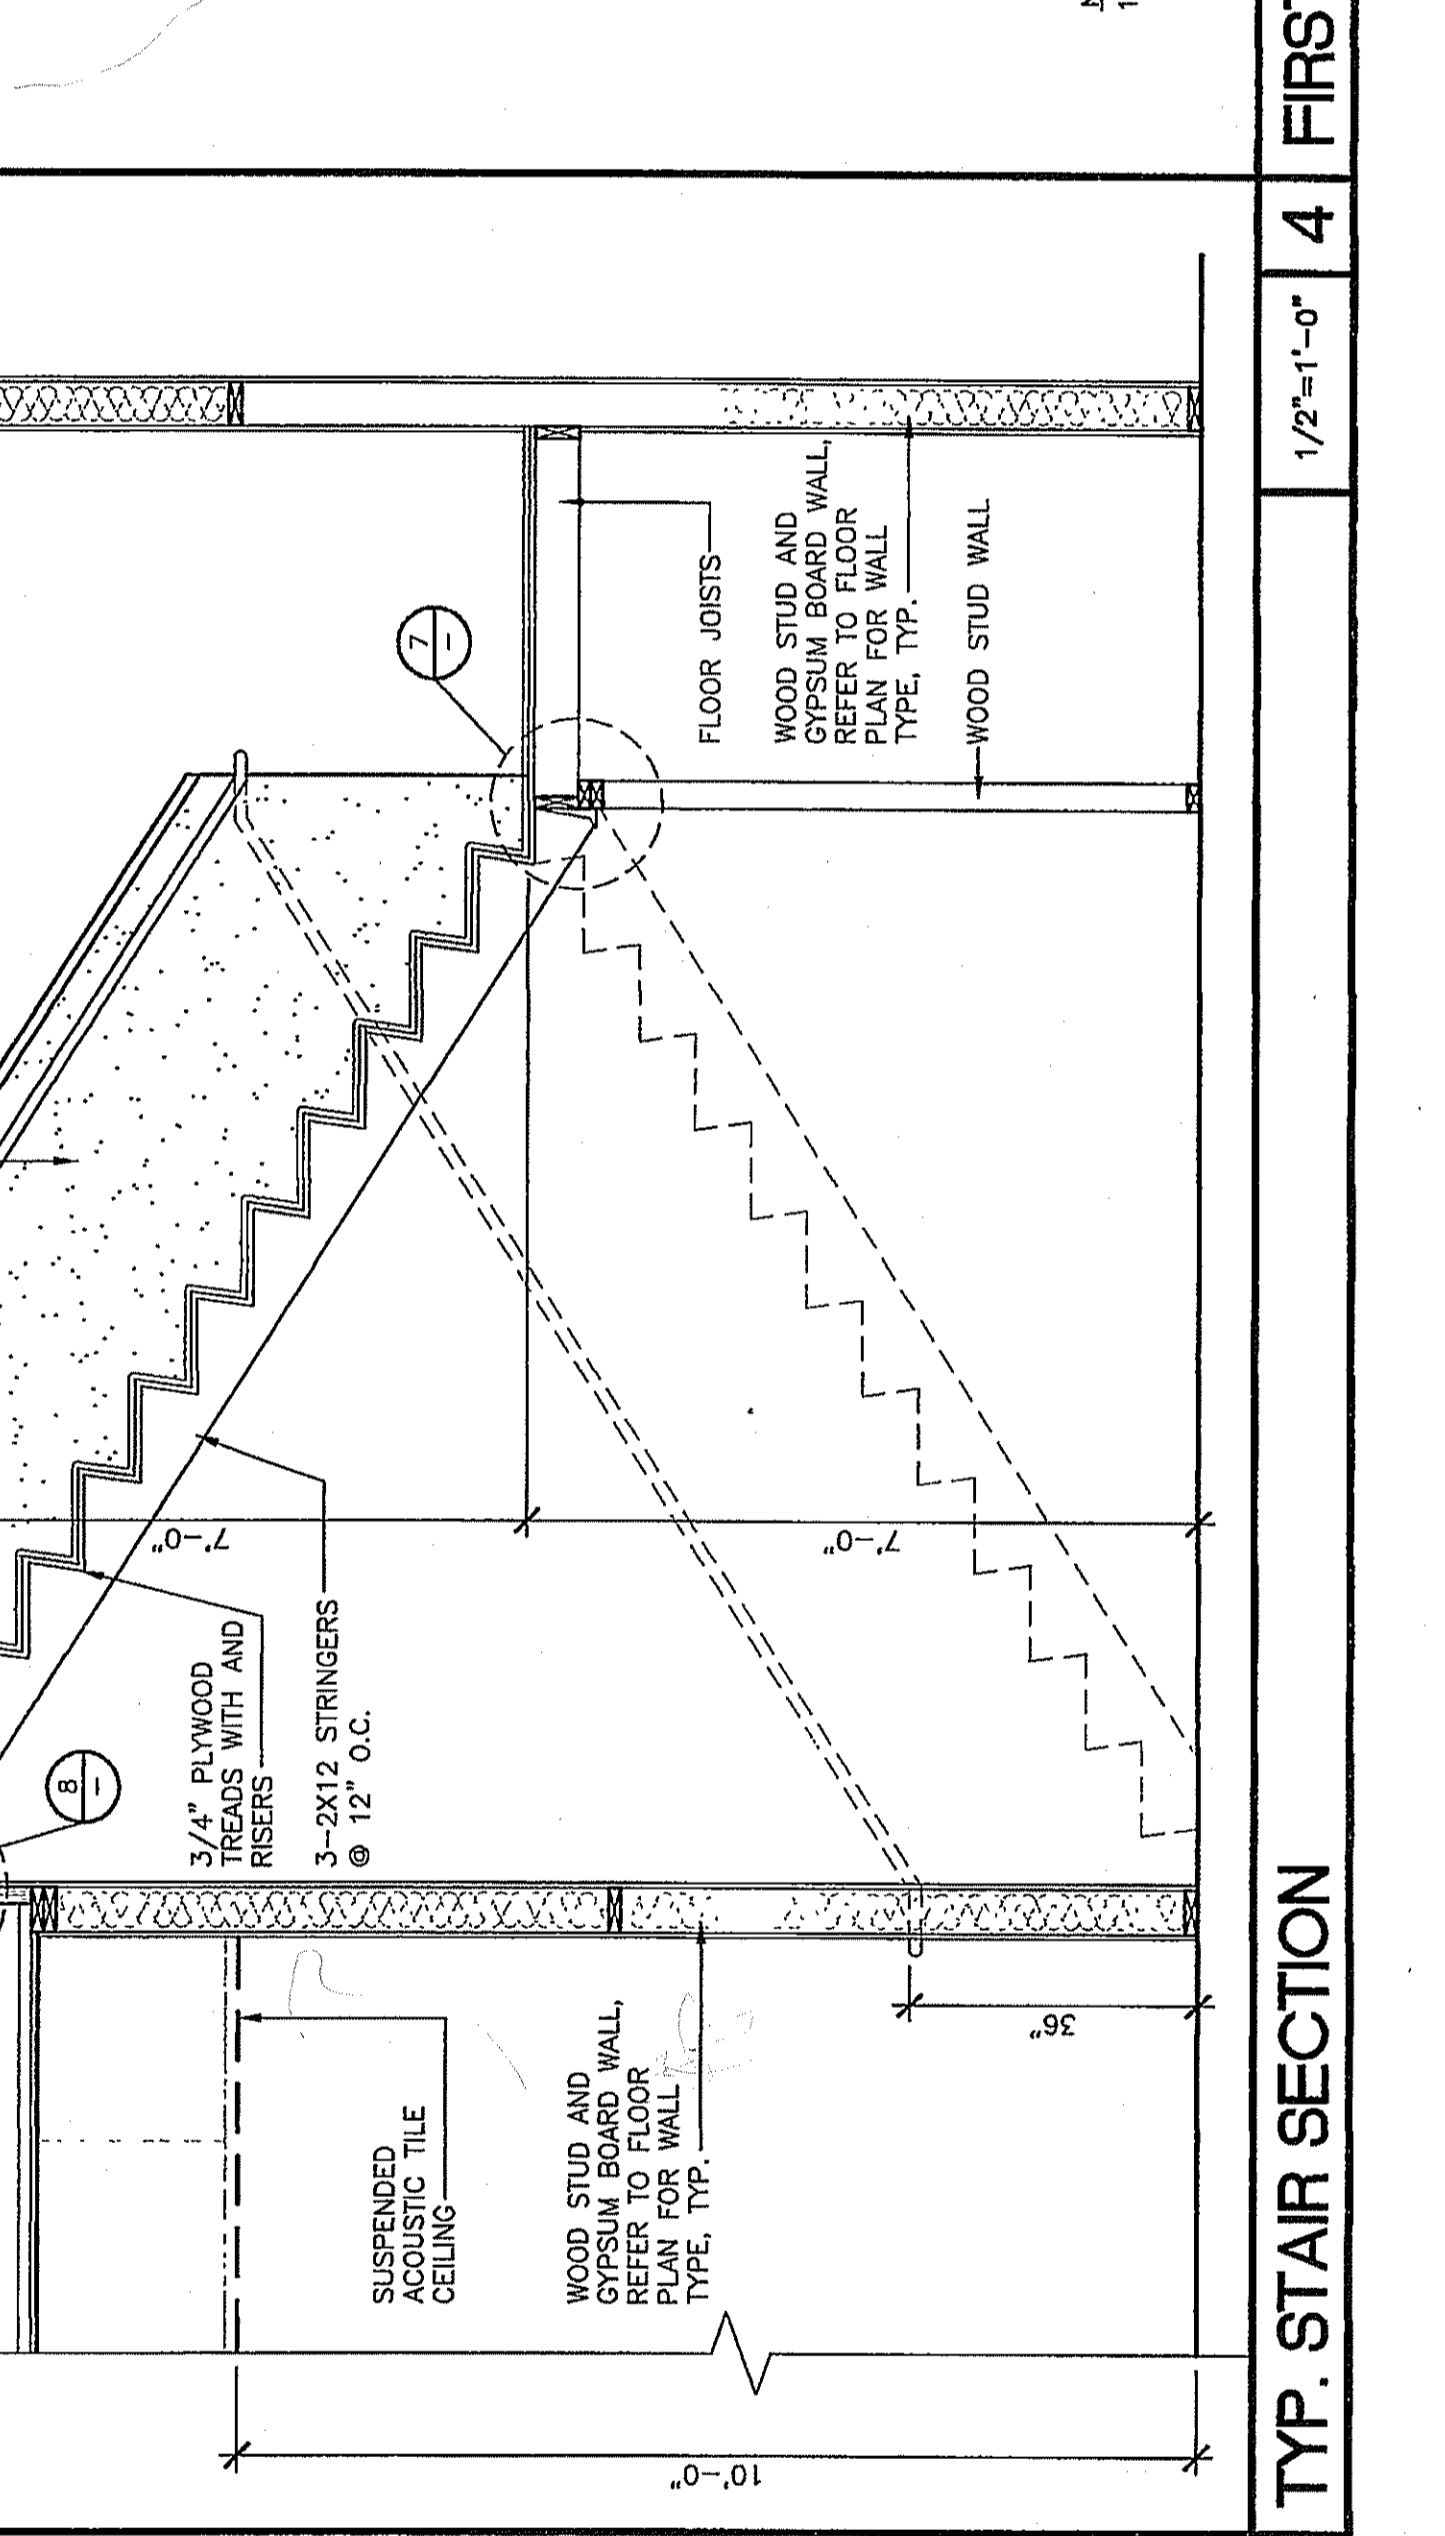 8
–
3/4" PLYWOOD
TREADS WITH AND
RISERS
3-2X12 STRINGERS
@ 12" O.C.
7'-0"
7
–
SUSPENDED
ACOUSTIC TILE
CEILING
WOOD STUD AND
GYPSUM BOARD WALL,
REFER TO FLOOR
PLAN FOR WALL
TYPE, TYP.
10'-0"
36"
7'-0"
FLOOR JOISTS
WOOD STUD AND
GYPSUM BOARD WALL,
REFER TO FLOOR
PLAN FOR WALL
TYPE, TYP.
WOOD STUD WALL
TYP. STAIR SECTION
1/2"=1'-0"
4
FIRS